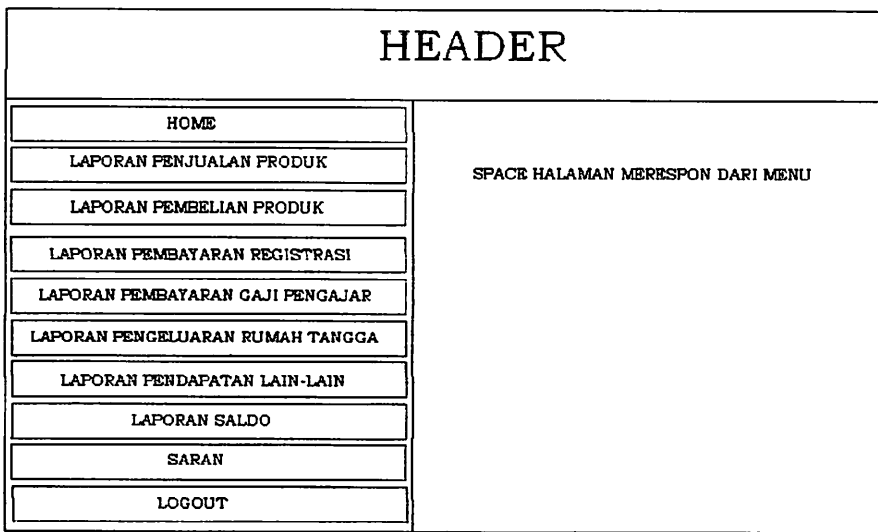 HEADER
HOME
LAPORAN PENJUALAN PRODUK
LAPORAN PEMBELIAN PRODUK
LAPORAN PEMBAYARAN REGISTRASI
LAPORAN PEMBAYARAN GAJI PENGAJAR
LAPORAN PENGELUARAN RUMAH TANGGA
LAPORAN PENDAPATAN LAIN-LAIN
LAPORAN SALDO
SARAN
LOGOUT
SPACE HALAMAN MERESPON DARI MENU